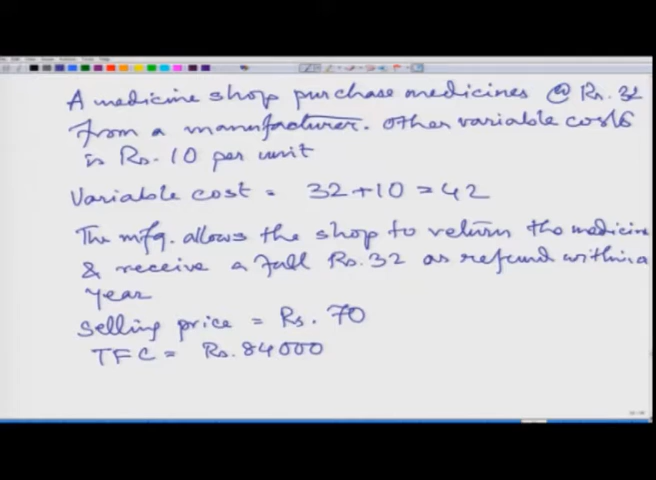 A medicine shop purchase medicines @ Rs. 32
from a manufacturer. Other variable costs
is Rs. 10 per unit
Variable cost = 32 + 10 = 42
The mfg. allows the shop to return the medicine
& receive a full Rs. 32 as refund within a
year
Selling price = Rs. 70
TFC = Rs. 84000